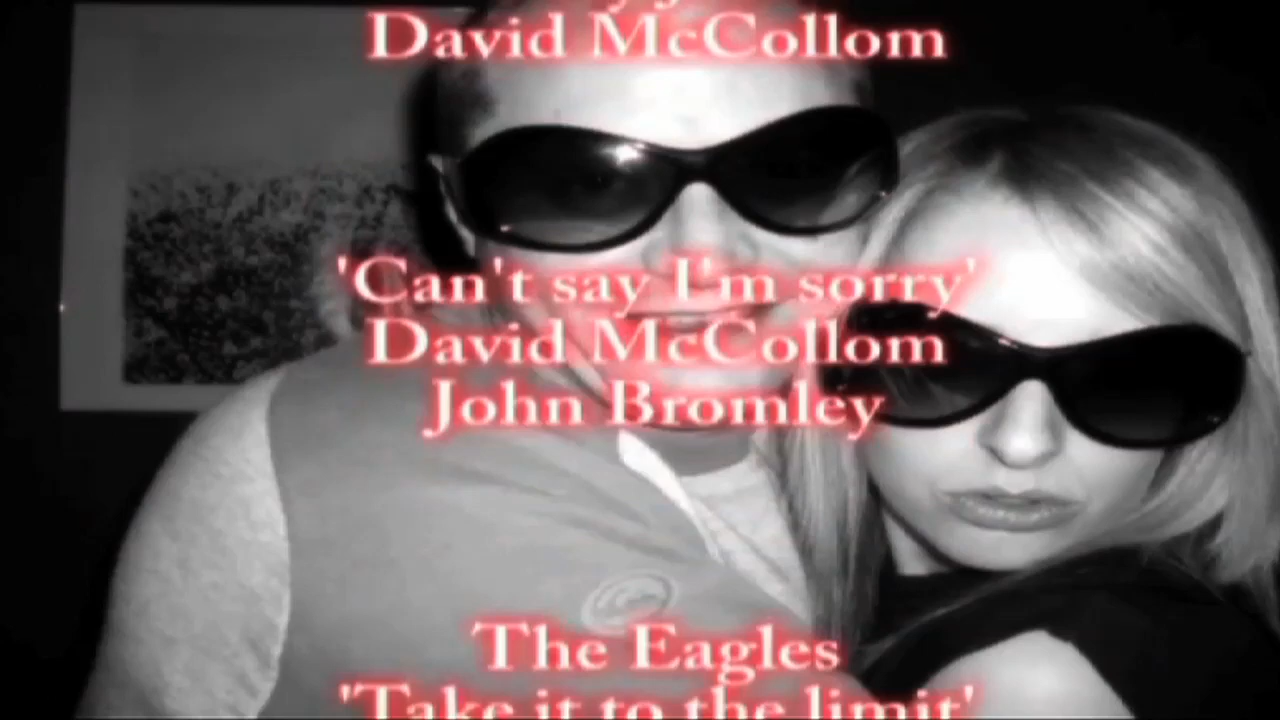 David McCollom
'Can't say I'm sorry'
David McCollom
John Bromley
The Eagles
'Take it to the limit'